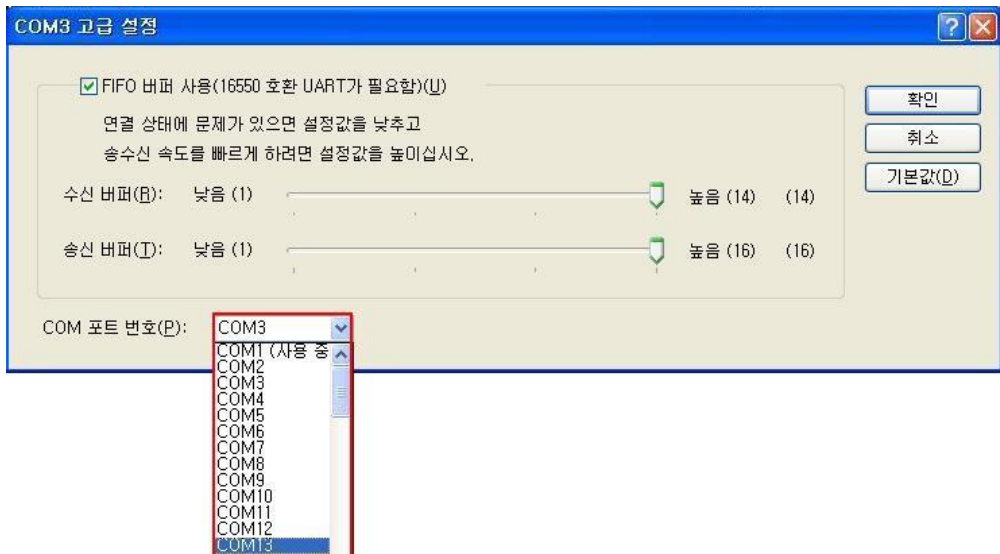 COM3 고급 설정
FIFO 버퍼 사용(16550 호환 UART가 필요함)(U)
연결 상태에 문제가 있으면 설정값을 낮추고
송수신 속도를 빠르게 하려면 설정값을 높이십시오.
수신 버퍼(R): 낮음 (1) 높음 (14) (14)
송신 버퍼(T): 낮음 (1) 높음 (16) (16)
확인
취소
기본값(D)
COM 포트 번호(P): COM3
COM1 (사용 중
COM2
COM3
COM4
COM5
COM6
COM7
COM8
COM9
COM10
COM11
COM12
COM13